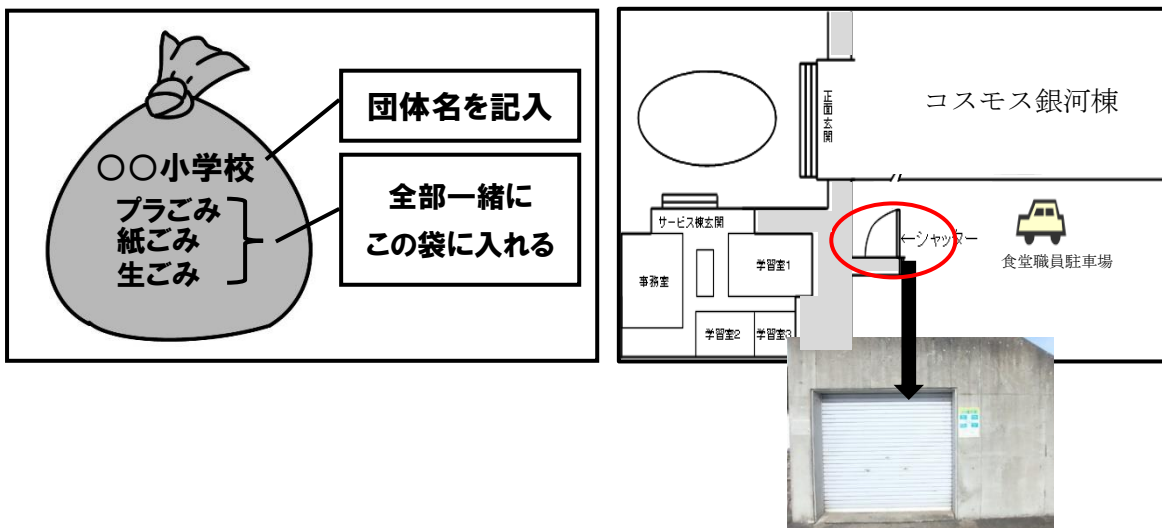 団体名を記入
○○小学校
プラごみ
紙ごみ
生ごみ
全部一緒に
この袋に入れる
コスモス銀河棟
正面玄関
サービス棟玄関
←シャッター
食堂職員駐車場
事務室
学習室1
学習室2
学習室3